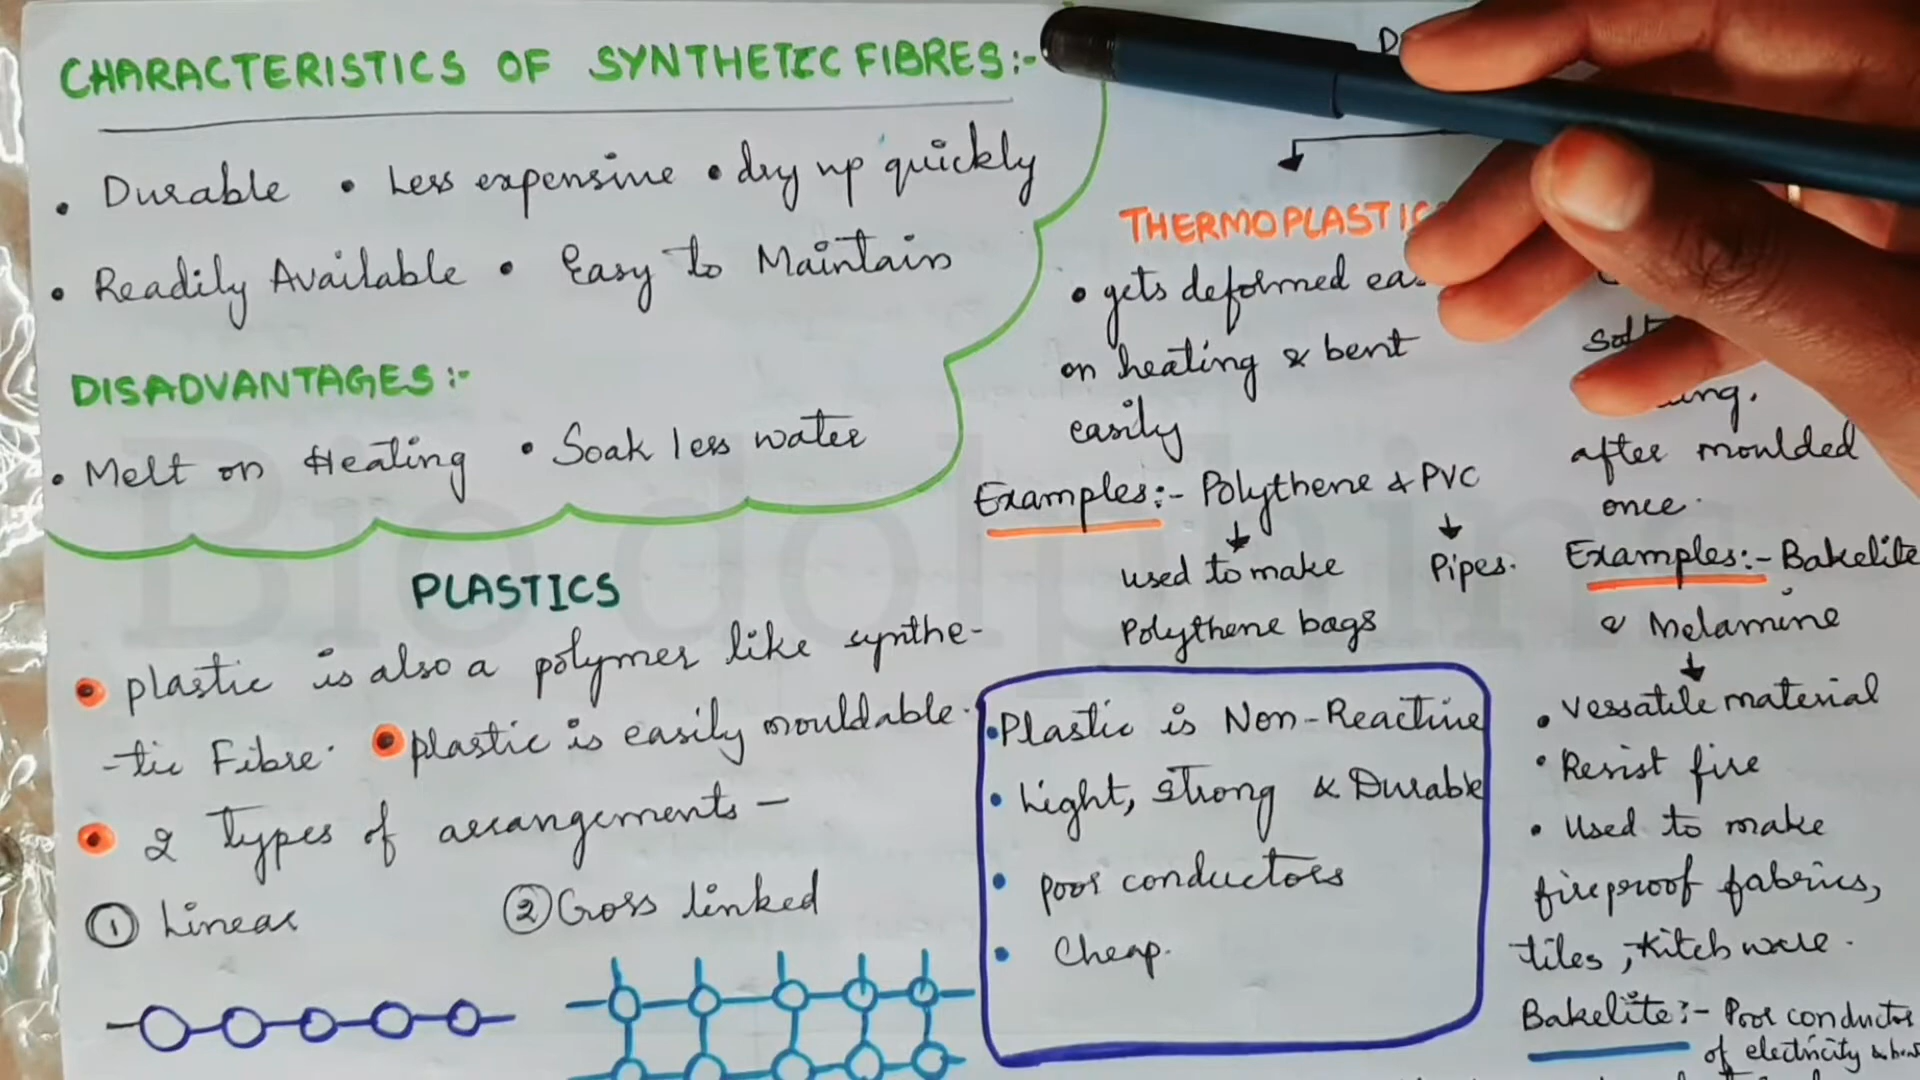 CHARACTERISTICS OF SYNTHETIC FIBRES:-
• Durable • Less expensive • dry up quickly
• Readily Available • Easy to Maintain
DISADVANTAGES:-
• Melt on Heating • Soak less water
PLASTICS
• plastic is also a polymer like synthe-
-tic Fibre. • plastic is easily mouldable.
• 2 types of arrangements -
① Linear ② Cross linked
THERMOPLASTIC
• gets deformed
on heating & bent
easily
Examples:- Polythene & PVC
used to make Pipes.
Polythene bags
• Plastic is Non-Reactive
• Light, strong & Durable
• poor conductors
• Cheap.
after moulded
once.
Examples:- Bakelite
& Melamine
• Versatile material
• Resist fire
• Used to make
fireproof fabrics,
tiles, Kitchware.
Bakelite:- Poor conductor
of electricity &
Biodolphins